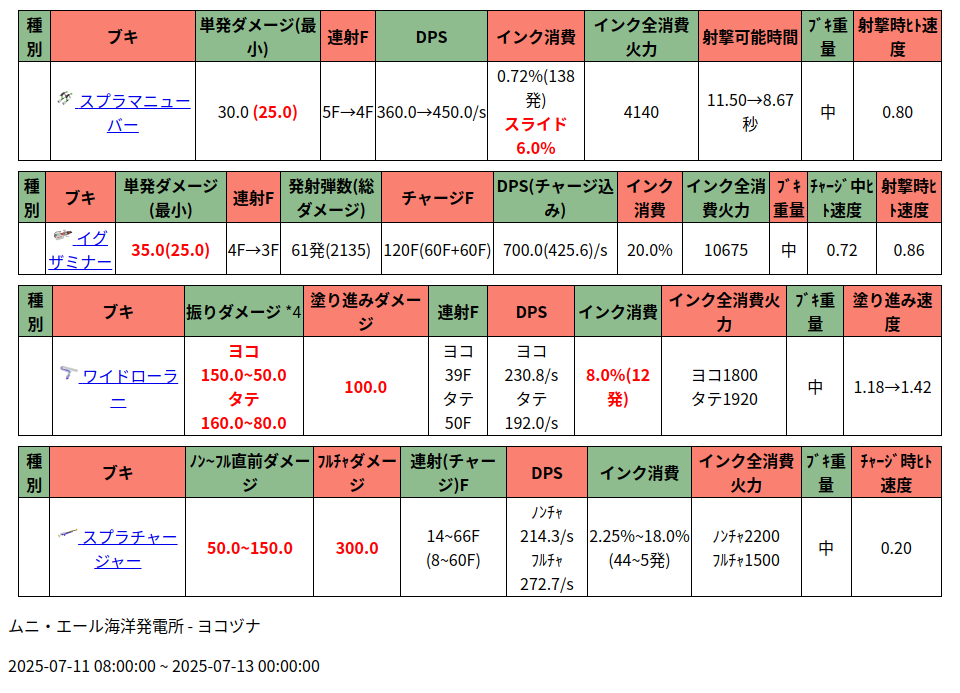 種別 ブキ 単発ダメージ(最小) 連射F DPS インク消費 インク全消費火力 射撃可能時間 ﾌﾞｷ重量 射撃時ﾋﾄ速度
スプラマニューバー 30.0 (25.0) 5F→4F 360.0→450.0/s 0.72%(138発) スライド 6.0% 4140 11.50→8.67秒 中 0.80
種別 ブキ 単発ダメージ(最小) 連射F 発射弾数(総ダメージ) チャージF DPS(チャージ込み) インク消費 インク全消費火力 ﾌﾞｷ重量 ﾁｬｰｼﾞ中ﾋﾄ速度 射撃時ﾋﾄ速度
イグザミナー 35.0(25.0) 4F→3F 61発(2135) 120F(60F+60F) 700.0(425.6)/s 20.0% 10675 中 0.72 0.86
種別 ブキ 振りダメージ *4 塗り進みダメージ 連射F DPS インク消費 インク全消費火力 ﾌﾞｷ重量 塗り進み速度
ワイドローラー ヨコ 150.0~50.0 タテ 160.0~80.0 100.0 ヨコ 39F タテ 50F ヨコ 230.8/s タテ 192.0/s 8.0%(12発) ヨコ1800 タテ1920 中 1.18→1.42
種別 ブキ ﾉﾝ~ﾌﾙ直前ダメージ ﾌﾙﾁｬダメージ 連射(チャージ)F DPS インク消費 インク全消費火力 ﾌﾞｷ重量 ﾁｬｰｼﾞ時ﾋﾄ速度
スプラチャージャー 50.0~150.0 300.0 14~66F (8~60F) ﾉﾝﾁｬ 214.3/s ﾌﾙﾁｬ 272.7/s 2.25%~18.0% (44~5発) ﾉﾝﾁｬ2200 ﾌﾙﾁｬ1500 中 0.20
ムニ・エール海洋発電所 - ヨコヅナ
2025-07-11 08:00:00 ~ 2025-07-13 00:00:00